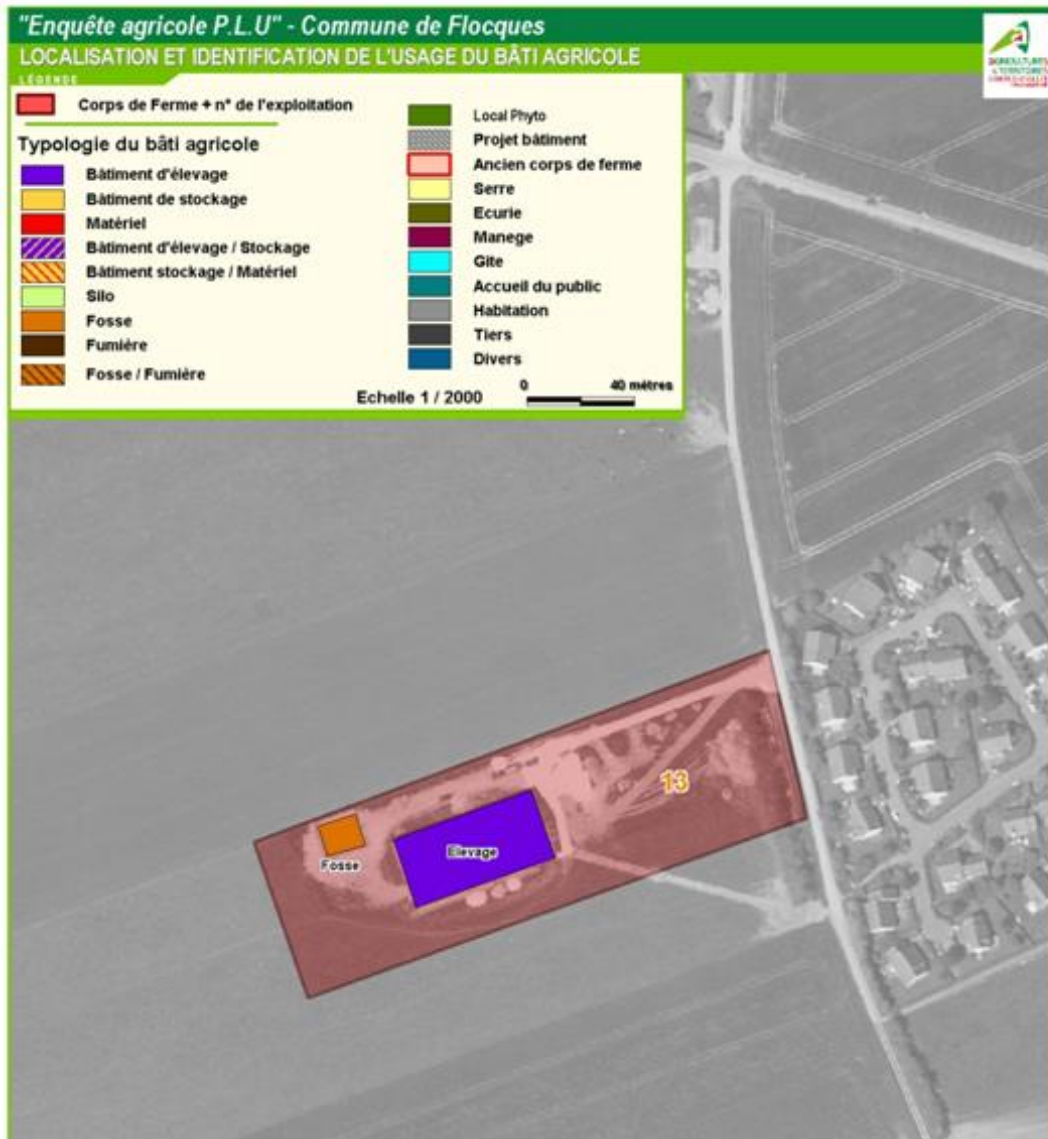 "Enquête agricole P.L.U" - Commune de Flocques
LOCALISATION ET IDENTIFICATION DE L'USAGE DU BÂTI AGRICOLE
LÉGENDE
Corps de Ferme + n° de l'exploitation
Typologie du bâti agricole
Bâtiment d'élevage
Bâtiment de stockage
Matériel
Bâtiment d'élevage / Stockage
Bâtiment stockage / Matériel
Silo
Fosse
Fumière
Fosse / Fumière
Local Phyto
Projet bâtiment
Ancien corps de ferme
Serre
Ecurie
Manege
Gite
Accueil du public
Habitation
Tiers
Divers
Echelle 1 / 2000
0 40 mètres
AGRICULTURES
& TERRITOIRES
13
Elevage
Fosse